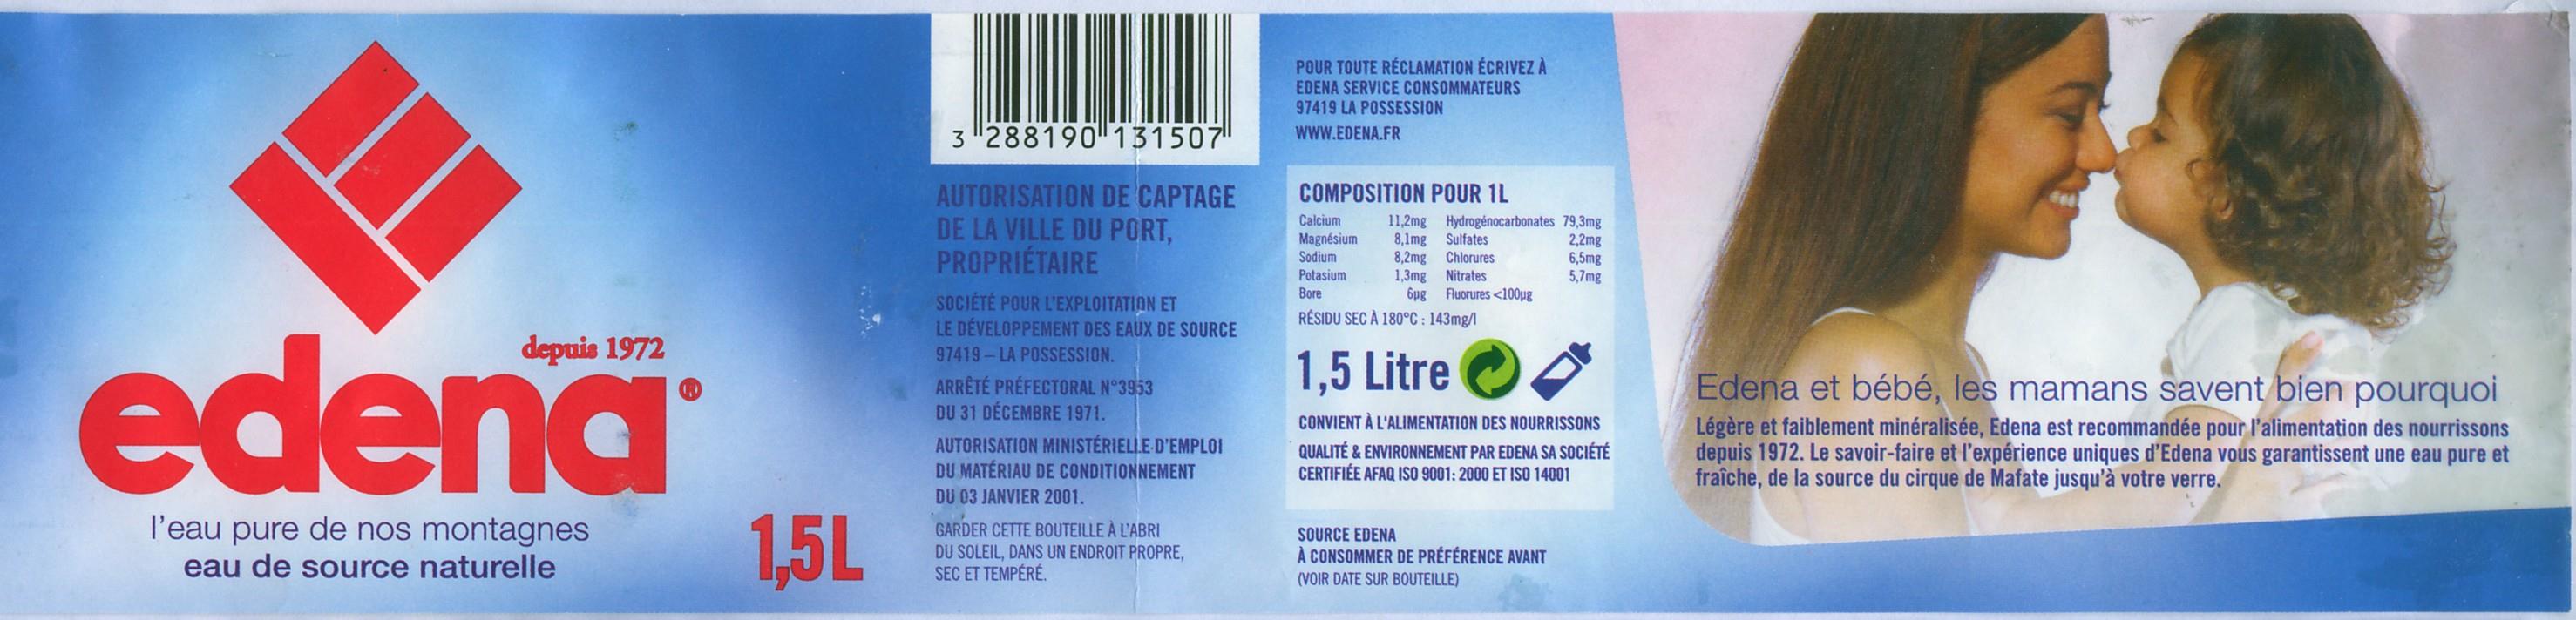 depuis 1972
edena®
l'eau pure de nos montagnes
eau de source naturelle
1,5L
3 288190 131507
AUTORISATION DE CAPTAGE
DE LA VILLE DU PORT,
PROPRIÉTAIRE
SOCIÉTÉ POUR L'EXPLOITATION ET
LE DÉVELOPPEMENT DES EAUX DE SOURCE
97419 – LA POSSESSION.
ARRÊTÉ PRÉFECTORAL N°3953
DU 31 DÉCEMBRE 1971.
AUTORISATION MINISTÉRIELLE D'EMPLOI
DU MATÉRIAU DE CONDITIONNEMENT
DU 03 JANVIER 2001.
GARDER CETTE BOUTEILLE À L'ABRI
DU SOLEIL, DANS UN ENDROIT PROPRE,
SEC ET TEMPÉRÉ.
POUR TOUTE RÉCLAMATION ÉCRIVEZ À
EDENA SERVICE CONSOMMATEURS
97419 LA POSSESSION
WWW.EDENA.FR
COMPOSITION POUR 1L
Calcium 11,2mg Hydrogénocarbonates 79,3mg
Magnésium 8,1mg Sulfates 2,2mg
Sodium 8,2mg Chlorures 6,5mg
Potasium 1,3mg Nitrates 5,7mg
Bore 6µg Fluorures <100µg
RÉSIDU SEC À 180°C : 143mg/l
1,5 Litre
CONVIENT À L'ALIMENTATION DES NOURRISSONS
QUALITÉ & ENVIRONNEMENT PAR EDENA SA SOCIÉTÉ
CERTIFIÉE AFAQ ISO 9001: 2000 ET ISO 14001
SOURCE EDENA
À CONSOMMER DE PRÉFÉRENCE AVANT
(VOIR DATE SUR BOUTEILLE)
Edena et bébé, les mamans savent bien pourquoi
Légère et faiblement minéralisée, Edena est recommandée pour l'alimentation des nourrissons
depuis 1972. Le savoir-faire et l'expérience uniques d'Edena vous garantissent une eau pure et
fraîche, de la source du cirque de Mafate jusqu'à votre verre.